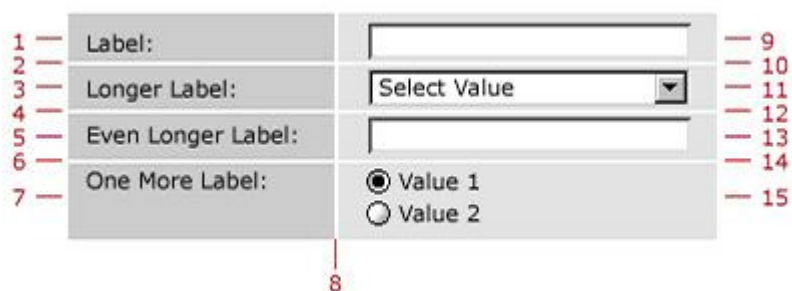 1 Label: 9
2 10
3 Longer Label: Select Value 11
4 12
5 Even Longer Label: 13
6 14
7 One More Label: Value 1 15
Value 2
8